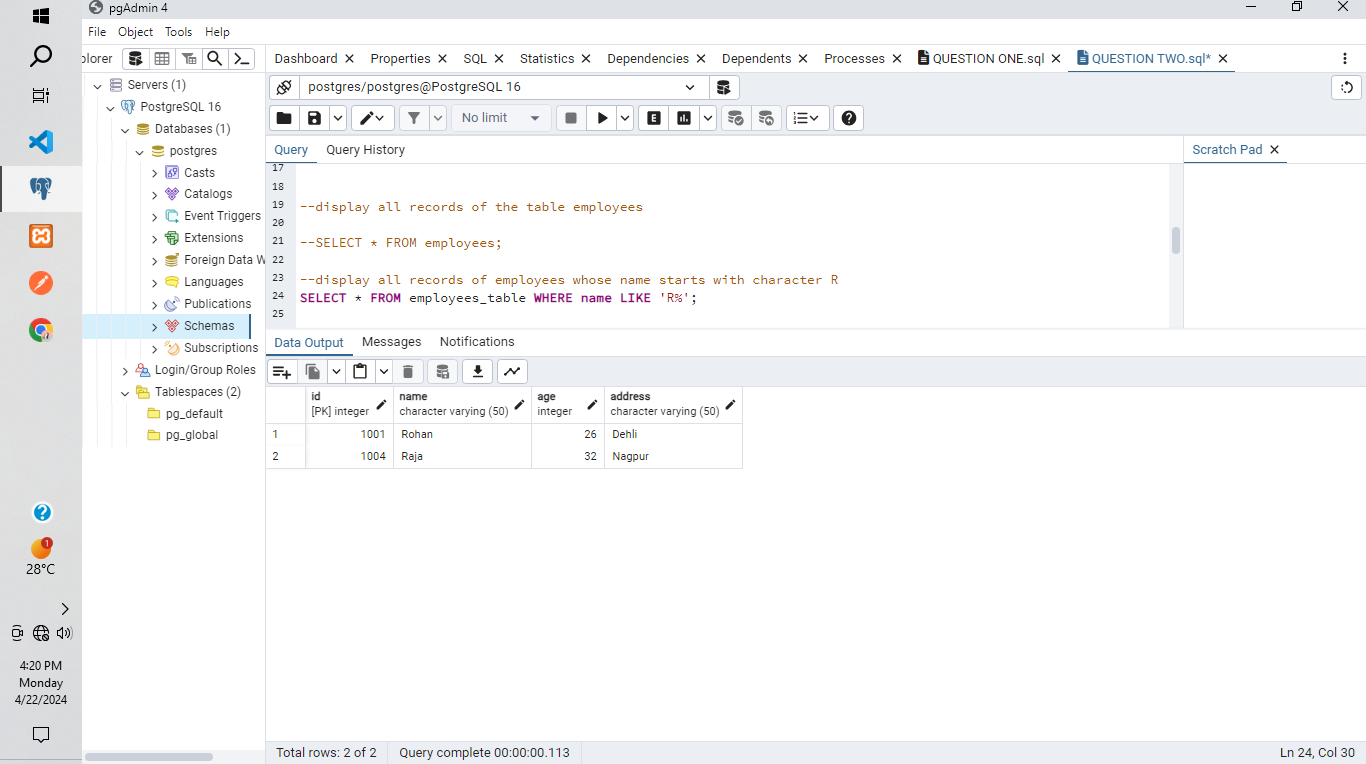 pgAdmin 4
File Object Tools Help
plorer
Dashboard Properties SQL Statistics Dependencies Dependents Processes QUESTION ONE.sql QUESTION TWO.sql*
Servers (1)
PostgreSQL 16
Databases (1)
postgres
Casts
Catalogs
Event Triggers
Extensions
Foreign Data W
Languages
Publications
Schemas
Subscriptions
Login/Group Roles
Tablespaces (2)
pg_default
pg_global
postgres/postgres@PostgreSQL 16
No limit
E
Query Query History
Scratch Pad
17
18
19 --display all records of the table employees
20
21 --SELECT * FROM employees;
22
23 --display all records of employees whose name starts with character R
24 SELECT * FROM employees_table WHERE name LIKE 'R%';
25
Data Output Messages Notifications
id name age address
[PK] integer character varying (50) integer character varying (50)
1 1001 Rohan 26 Dehli
2 1004 Raja 32 Nagpur
1
28°C
4:20 PM
Monday
4/22/2024
Total rows: 2 of 2 Query complete 00:00:00.113 Ln 24, Col 30